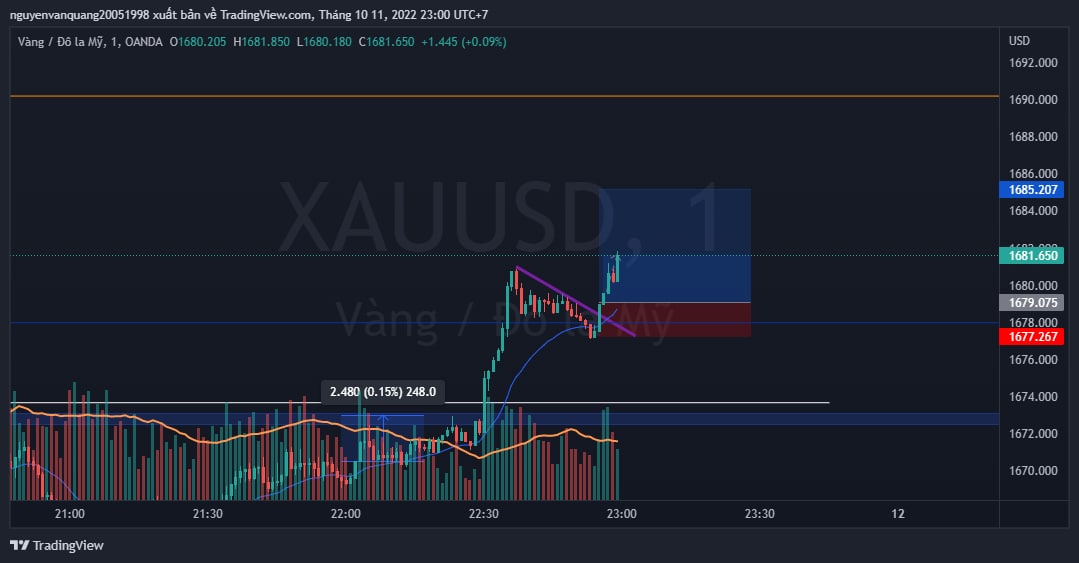 nguyenvanquang20051998 xuất bản về TradingView.com, Tháng 10 11, 2022 23:00 UTC+7
Vàng / Đô la Mỹ, 1, OANDA O1680.205 H1681.850 L1680.180 C1681.650 +1.445 (+0.09%)
USD
1692.000
1690.000
1688.000
1686.000
1685.207
1684.000
1682.000
1681.650
1680.000
1679.075
1678.000
1677.267
1676.000
1674.000
1672.000
1670.000
XAUUSD, 1
Vàng / Đô la Mỹ
2.480 (0.15%) 248.0
21:00 21:30 22:00 22:30 23:00 23:30 12
TradingView